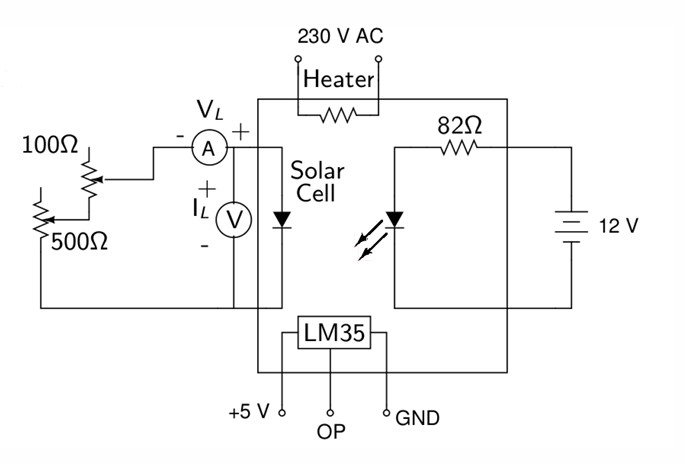 230 V AC
Heater
V_L
- A +
82Ω
100Ω
Solar
Cell
+
I_L V
-
12 V
500Ω
LM35
+5 V
OP
GND